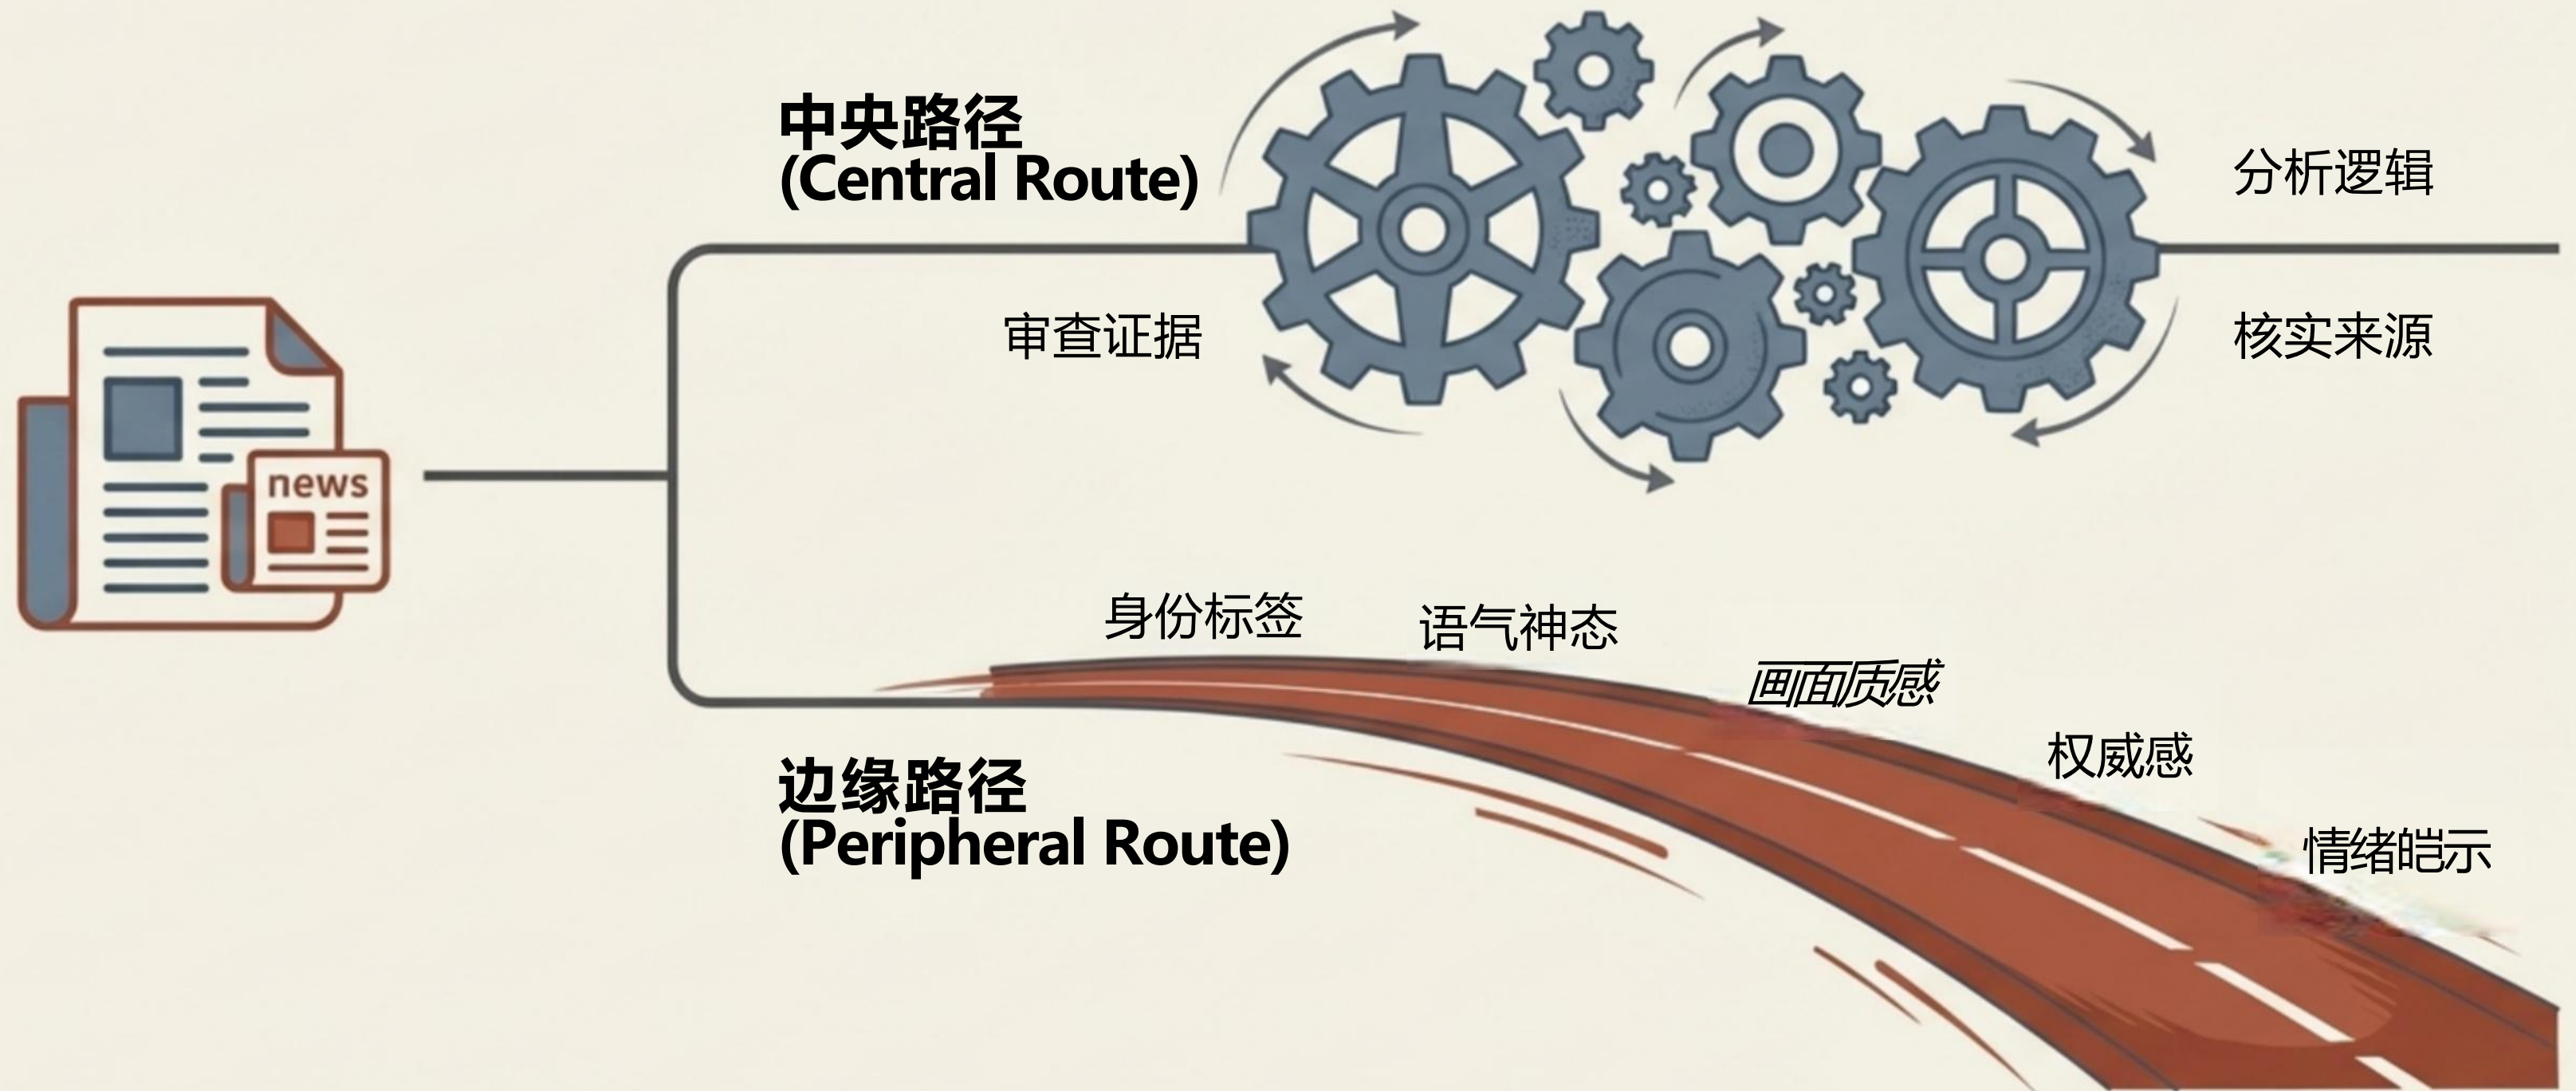 中央路径
(Central Route)
分析逻辑
审查证据
核实来源
news
身份标签
语气神态
画面质感
权威感
情绪皑示
边缘路径
(Peripheral Route)